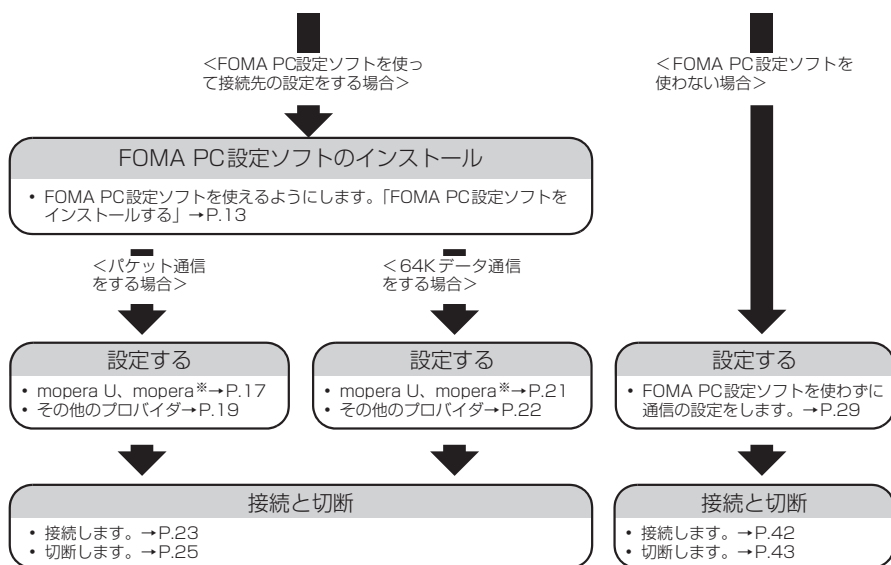 ＜FOMA PC設定ソフトを使っ
て接続先の設定をする場合＞
＜FOMA PC設定ソフトを
使わない場合＞
FOMA PC設定ソフトのインストール
• FOMA PC設定ソフトを使えるようにします。「FOMA PC設定ソフトを
インストールする」→P.13
＜パケット通信
をする場合＞
＜64Kデータ通信
をする場合＞
設定する
• mopera U、mopera※→P.17
• その他のプロバイダ→P.19
設定する
• mopera U、mopera※→P.21
• その他のプロバイダ→P.22
設定する
• FOMA PC設定ソフトを使わずに
通信の設定をします。→P.29
接続と切断
• 接続します。→P.23
• 切断します。→P.25
接続と切断
• 接続します。→P.42
• 切断します。→P.43